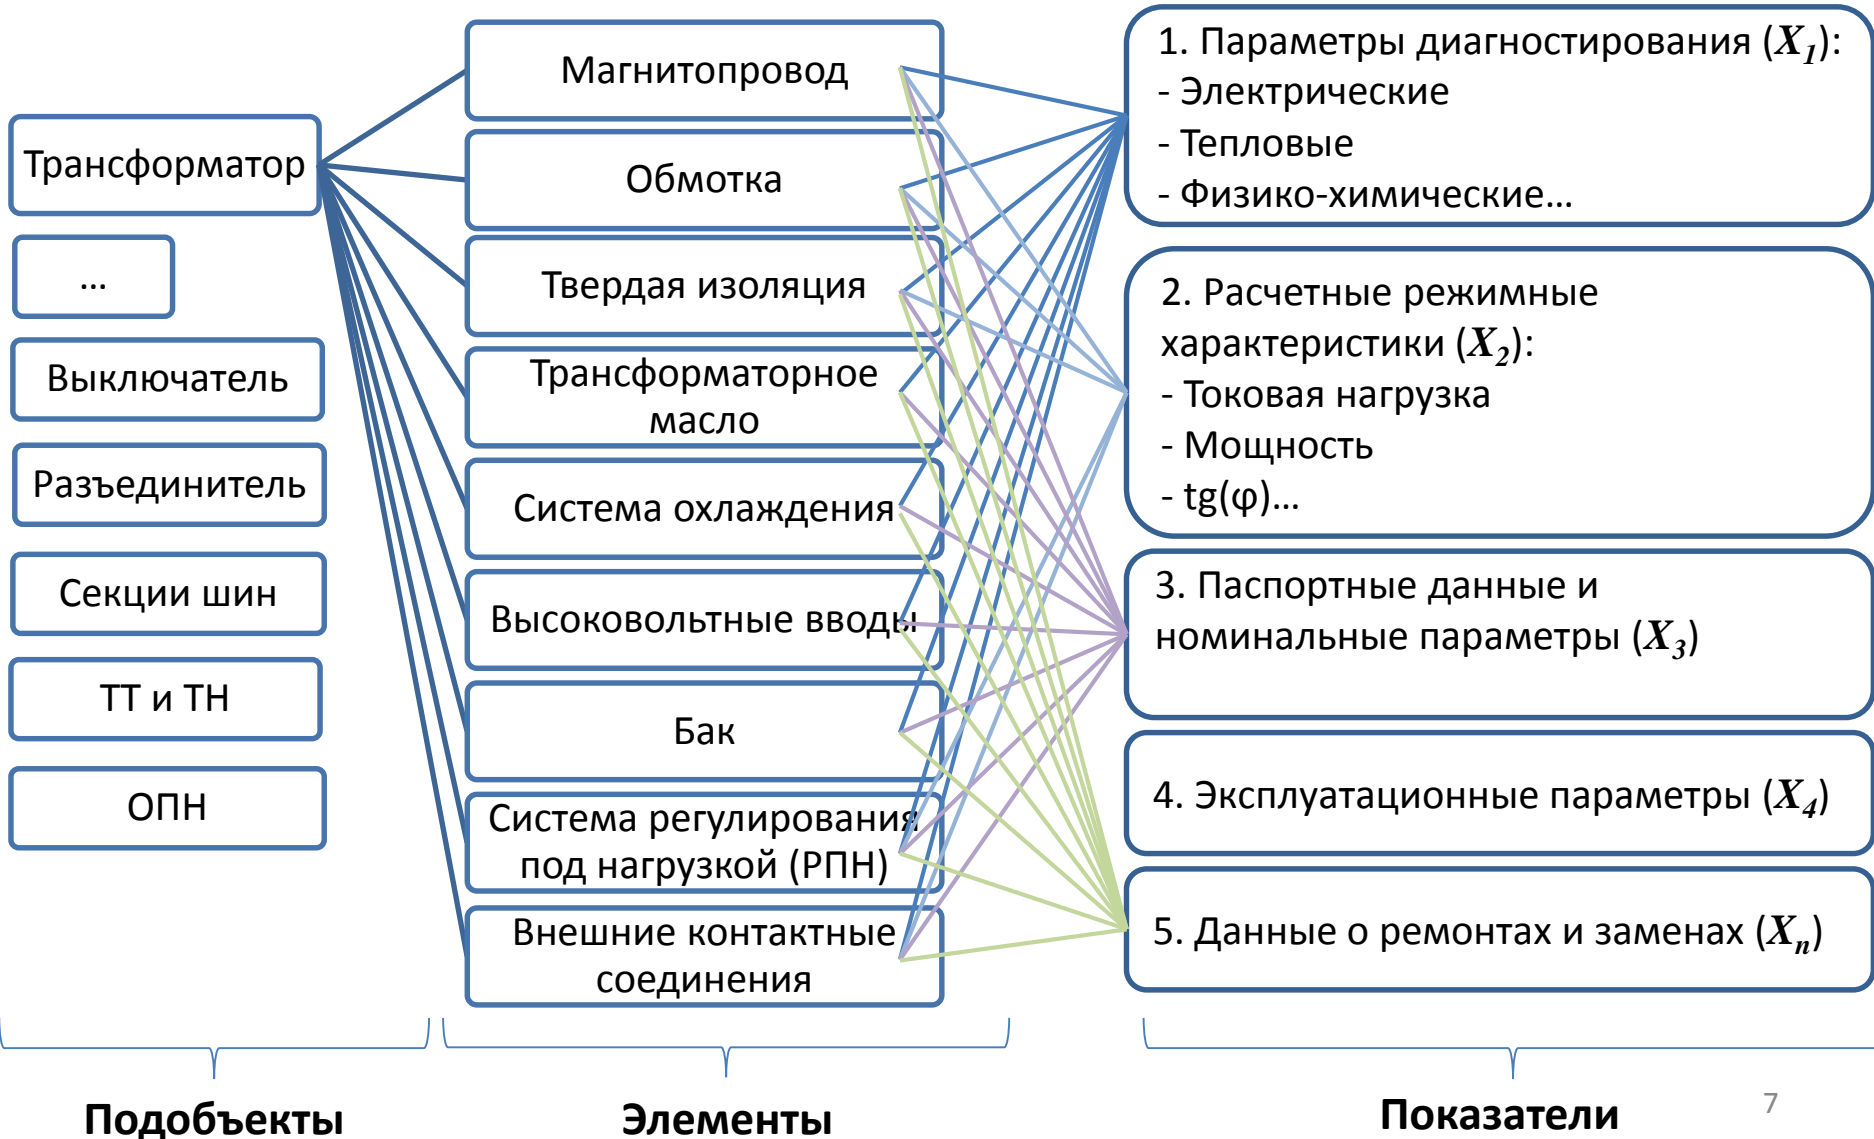 Трансформатор
...
Выключатель
Разъединитель
Секции шин
ТТ и ТН
ОПН
Магнитопровод
Обмотка
Твердая изоляция
Трансформаторное
масло
Система охлаждения
Высоковольтные вводы
Бак
Система регулирования
под нагрузкой (РПН)
Внешние контактные
соединения
1. Параметры диагностирования (X1):
- Электрические
- Тепловые
- Физико-химические...
2. Расчетные режимные
характеристики (X2):
- Токовая нагрузка
- Мощность
- tg(φ)...
3. Паспортные данные и
номинальные параметры (X3)
4. Эксплуатационные параметры (X4)
5. Данные о ремонтах и заменах (Xn)
Подобъекты
Элементы
Показатели
7